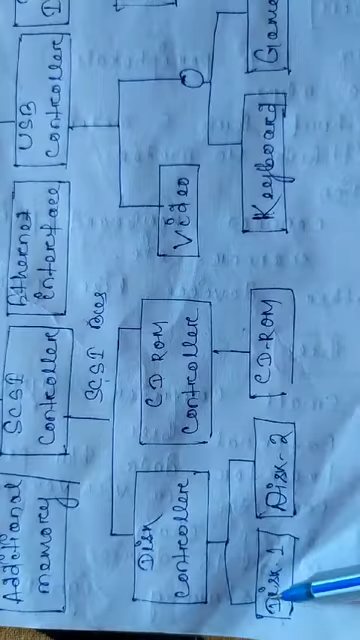 Additional
memory
SCSI
Controller
Ethernet
Interface
USB
Controller
SCSI Bus
Disk
Controller
CD ROM
Controller
Video
Disk 1
Disk-2
CD-ROM
Keyboard
Game